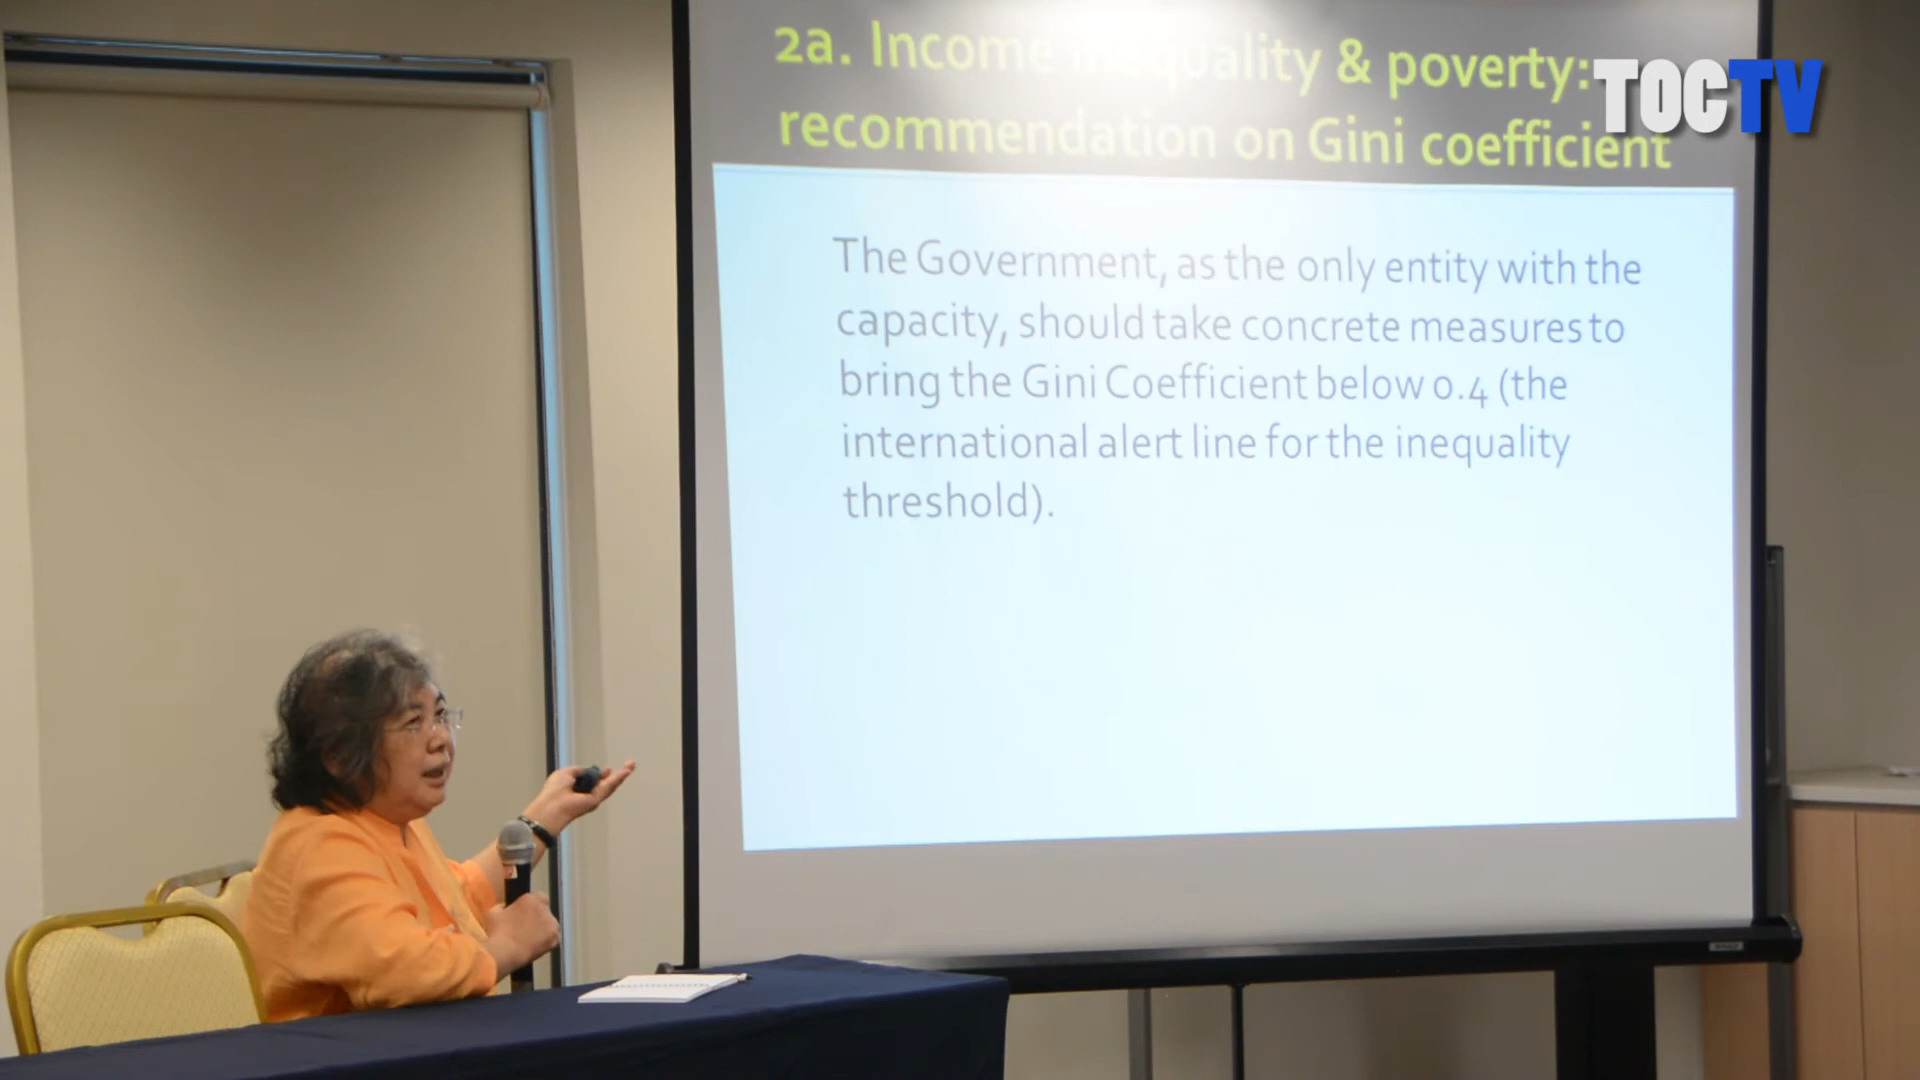 2a. Income inequality & poverty:
recommendation on Gini coefficient
TOCTV
The Government, as the only entity with the
capacity, should take concrete measures to
bring the Gini Coefficient below 0.4 (the
international alert line for the inequality
threshold).